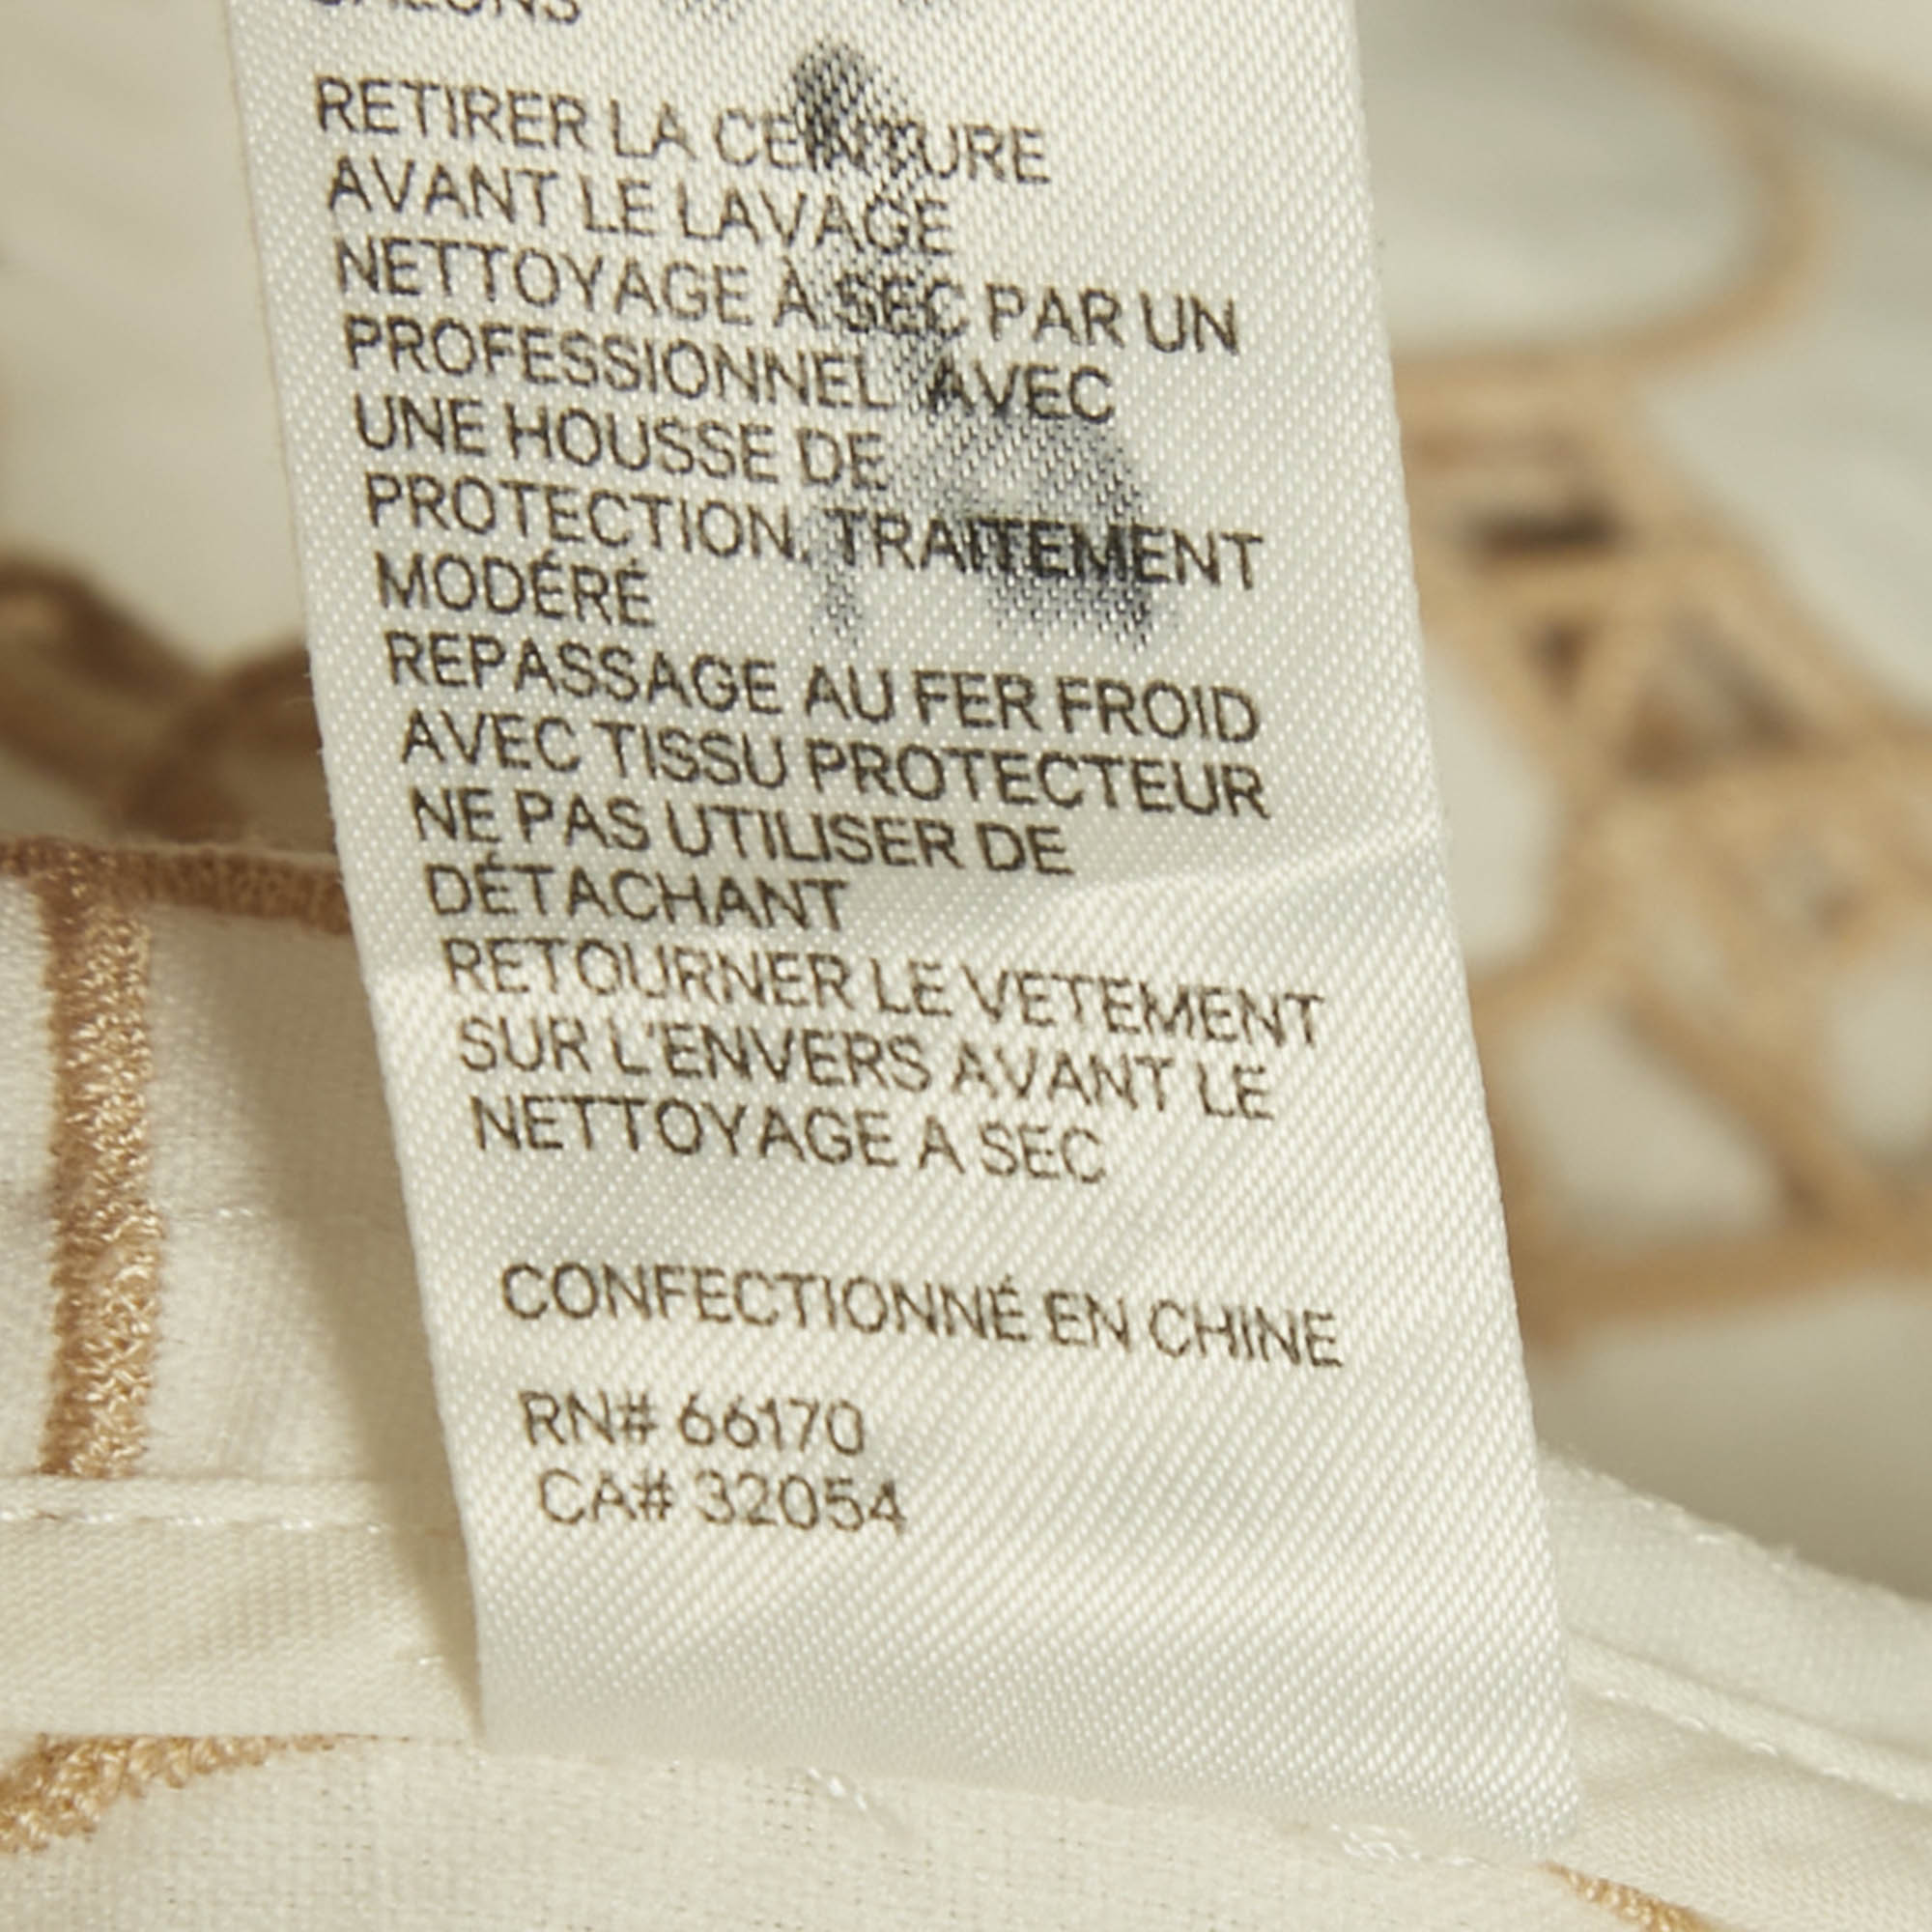 RETIRER LA CEINTURE
AVANT LE LAVAGE
NETTOYAGE À SEC PAR UN
PROFESSIONNEL AVEC
UNE HOUSSE DE
PROTECTION. TRAITEMENT
MODÉRÉ
REPASSAGE AU FER FROID
AVEC TISSU PROTECTEUR
NE PAS UTILISER DE
DÉTACHANT
RETOURNER LE VETEMENT
SUR L'ENVERS AVANT LE
NETTOYAGE A SEC
CONFECTIONNÉ EN CHINE
RN# 66170
CA# 32054